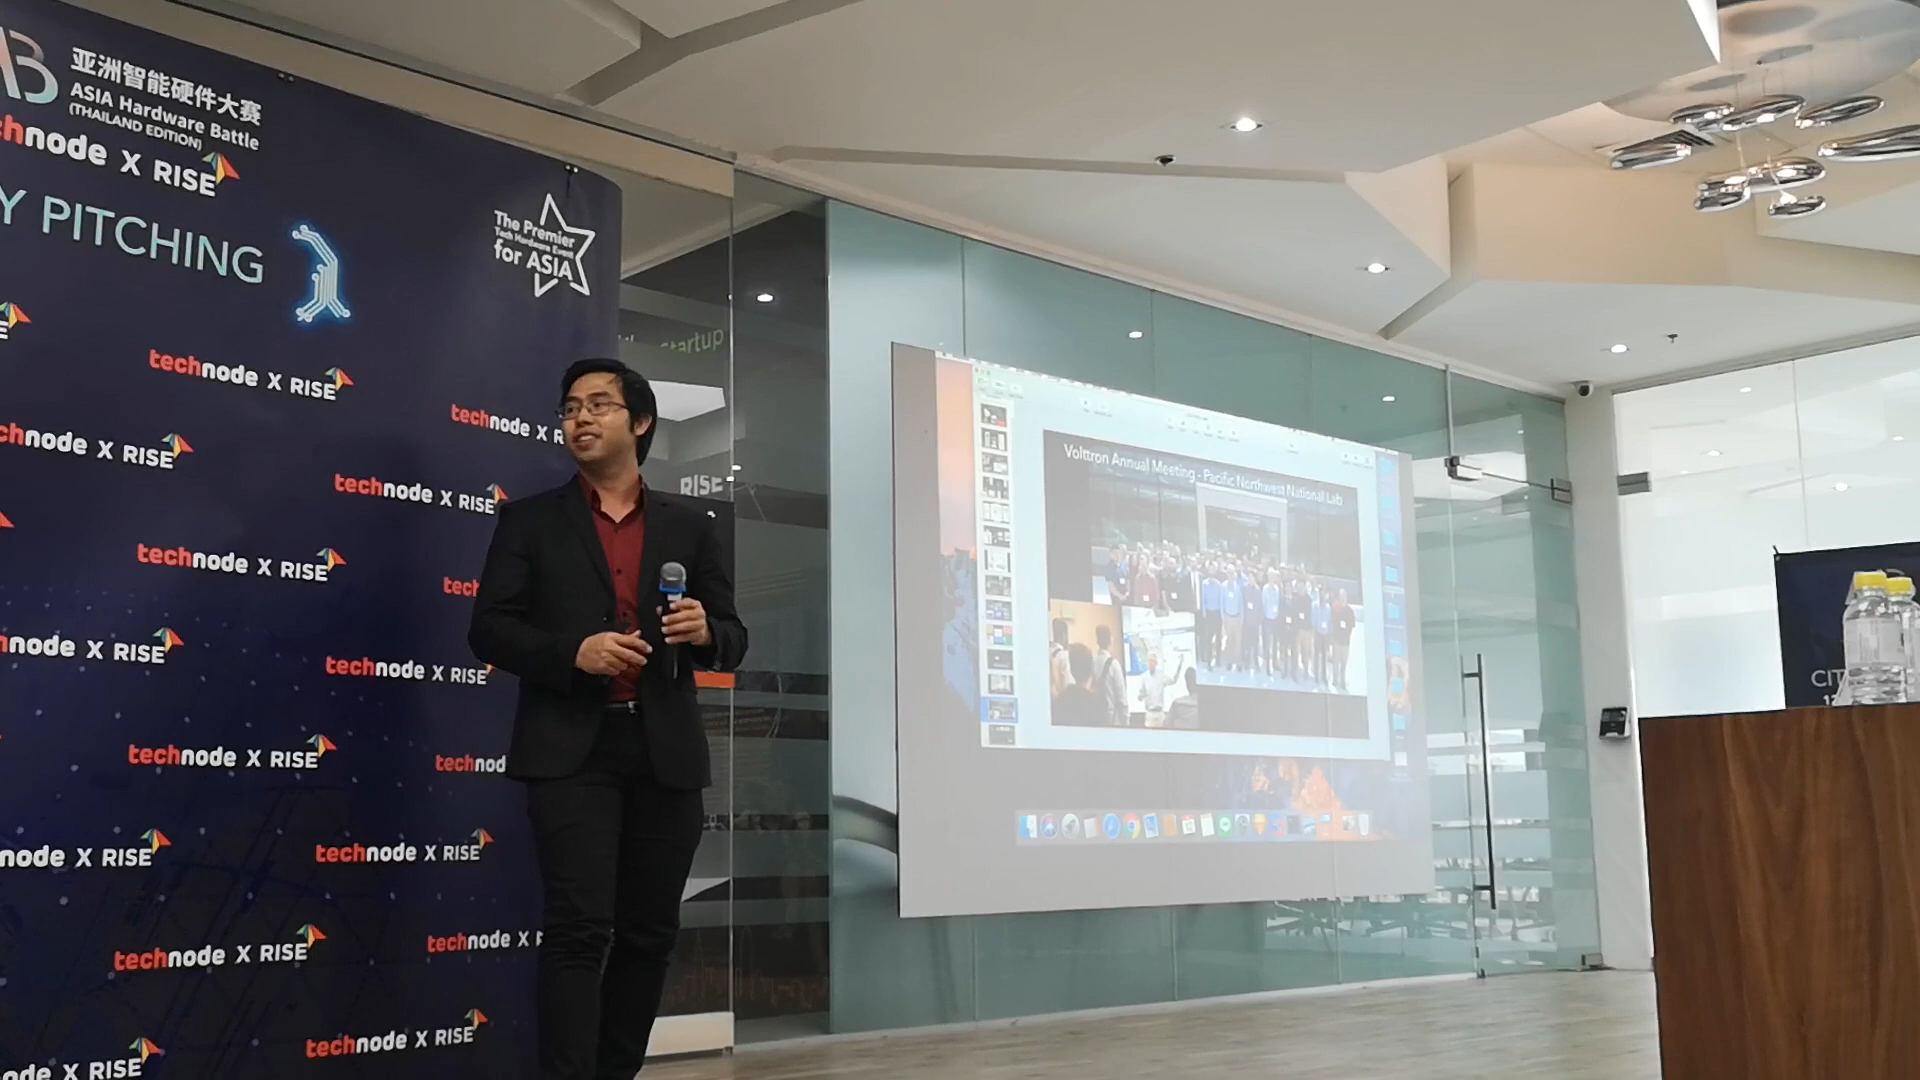 亚洲智能硬件大赛
ASIA Hardware Battle
(THAILAND EDITION)
hnode X RISE
Y PITCHING
The Premier
Tech Hardware Event
for ASIA
technode X RISE
technode X R
chnode X RISE
technode X RISE
technode X RISE
tech
node X RISE
technode X RISE
technode X RISE
technod
node X RISE
technode X RISE
technode X RISE
technode X
technode X RISE
ode X RISE
startup
RISE
Volttron Annual Meeting - Pacific Northwest National Lab
CIT